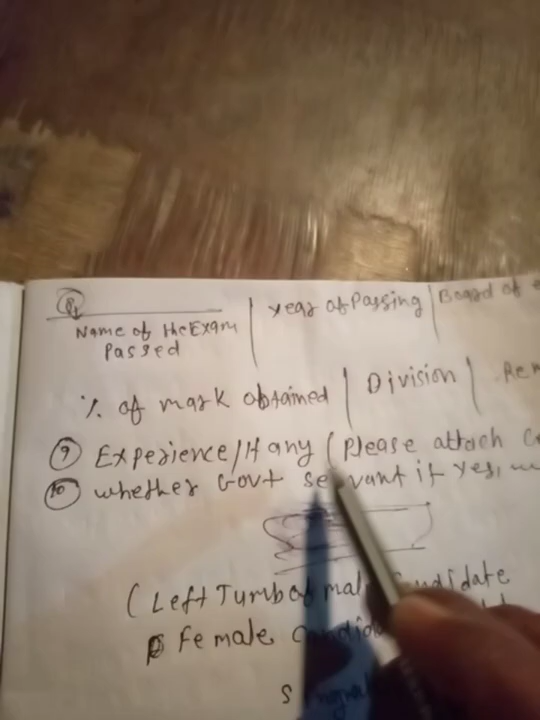 8,
Name of the Exam | year of Passing | Board of
Passed
% of mark obtained | Division |
9 Experience/If any (Please attach
10 whether Govt servant if yes,
(Left Tumb of male Candidate
Female